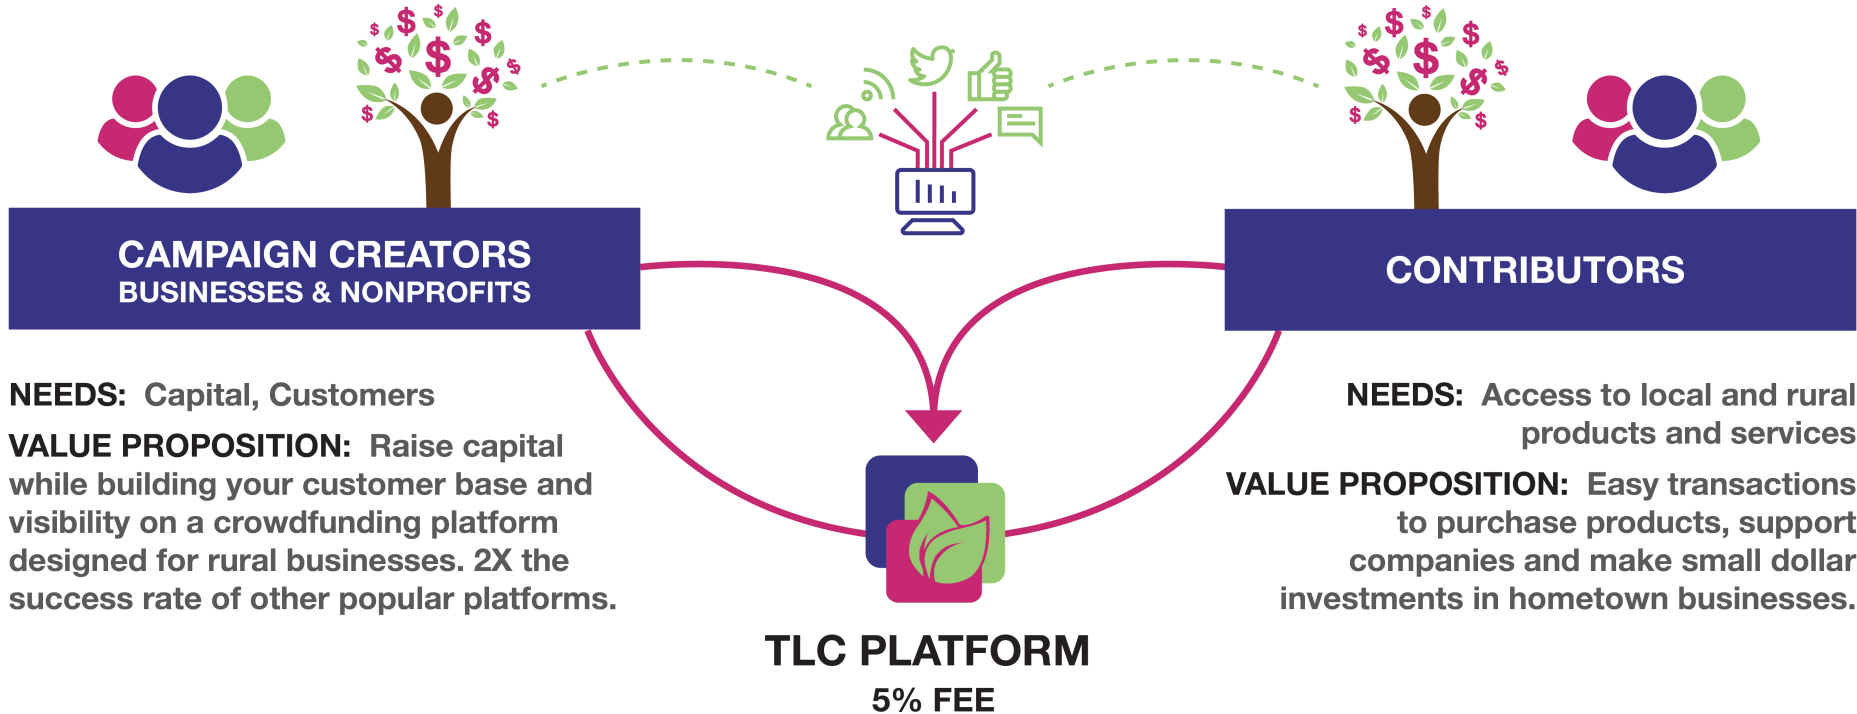 CAMPAIGN CREATORS
BUSINESSES & NONPROFITS
NEEDS: Capital, Customers
VALUE PROPOSITION: Raise capital
while building your customer base and
visibility on a crowdfunding platform
designed for rural businesses. 2X the
success rate of other popular platforms.
CONTRIBUTORS
NEEDS: Access to local and rural
products and services
VALUE PROPOSITION: Easy transactions
to purchase products, support
companies and make small dollar
investments in hometown businesses.
TLC PLATFORM
5% FEE